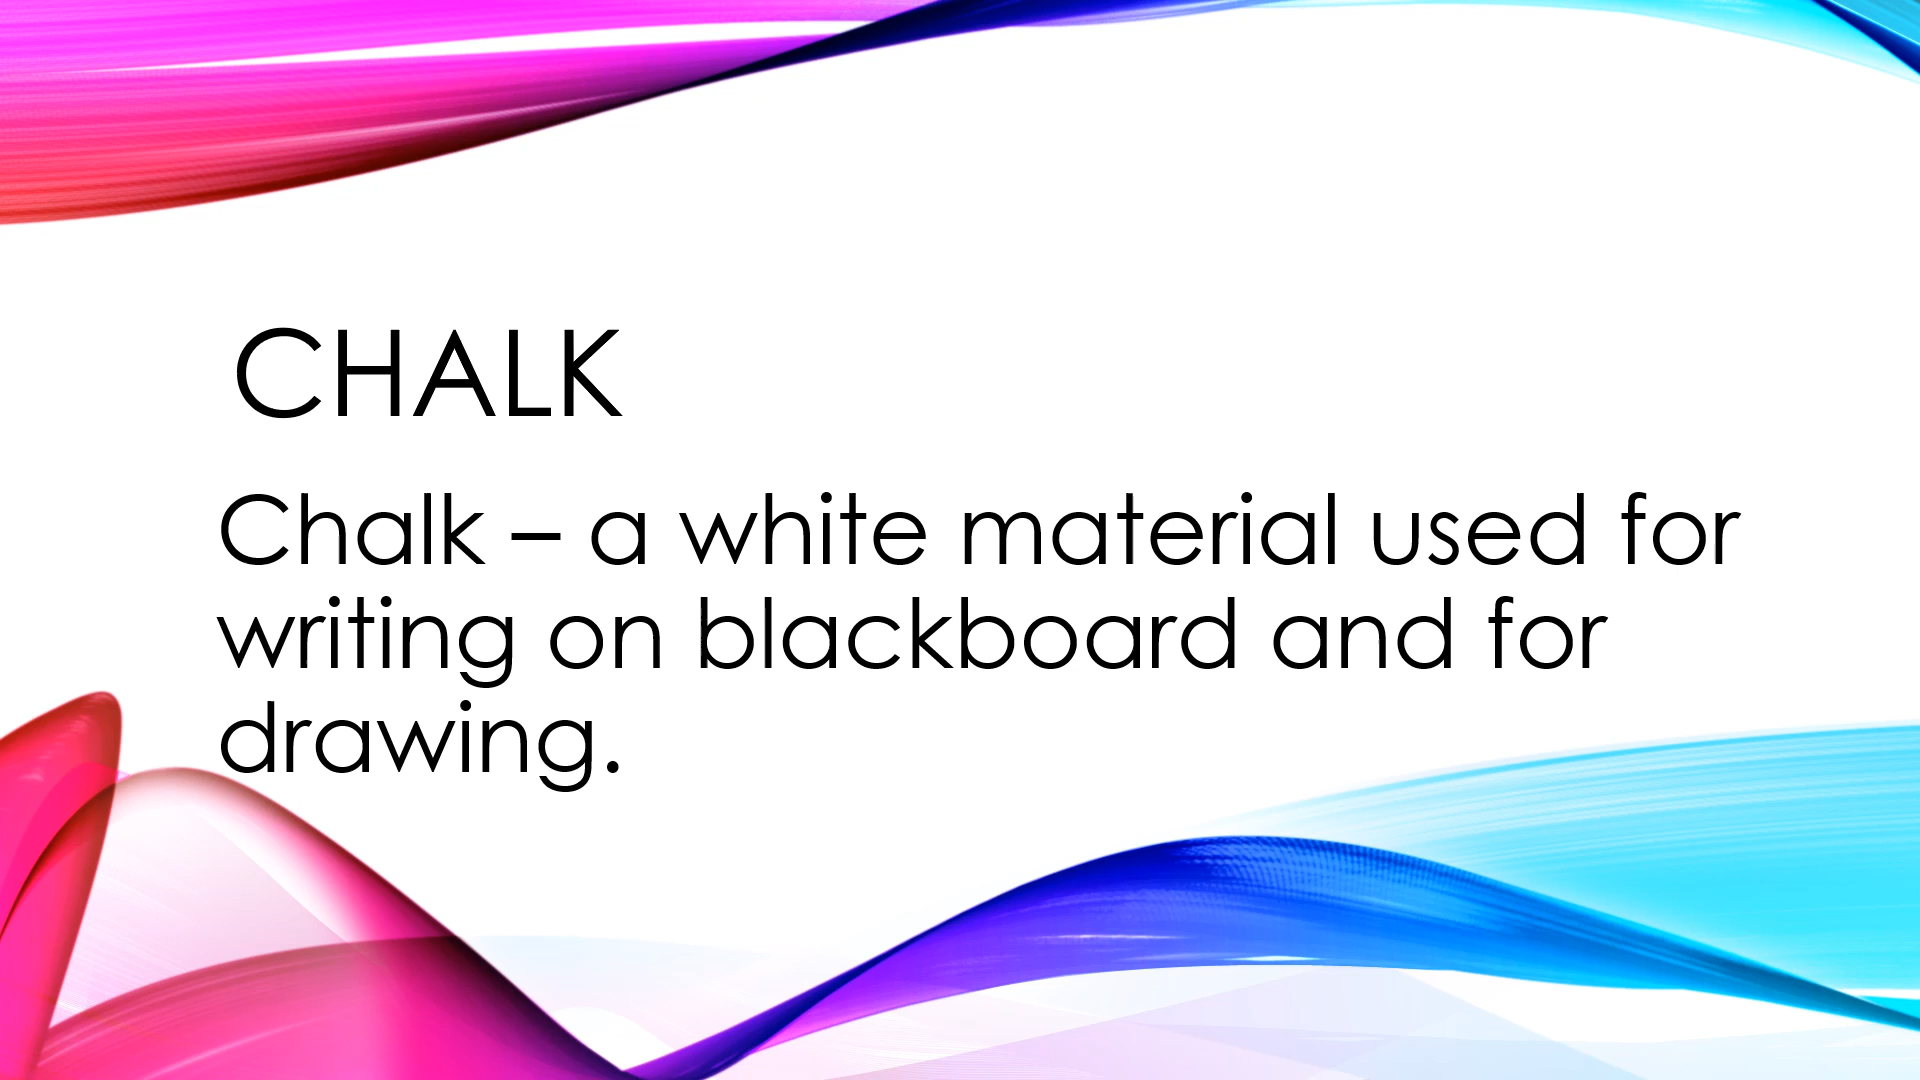 CHALK
Chalk – a white material used for
writing on blackboard and for
drawing.